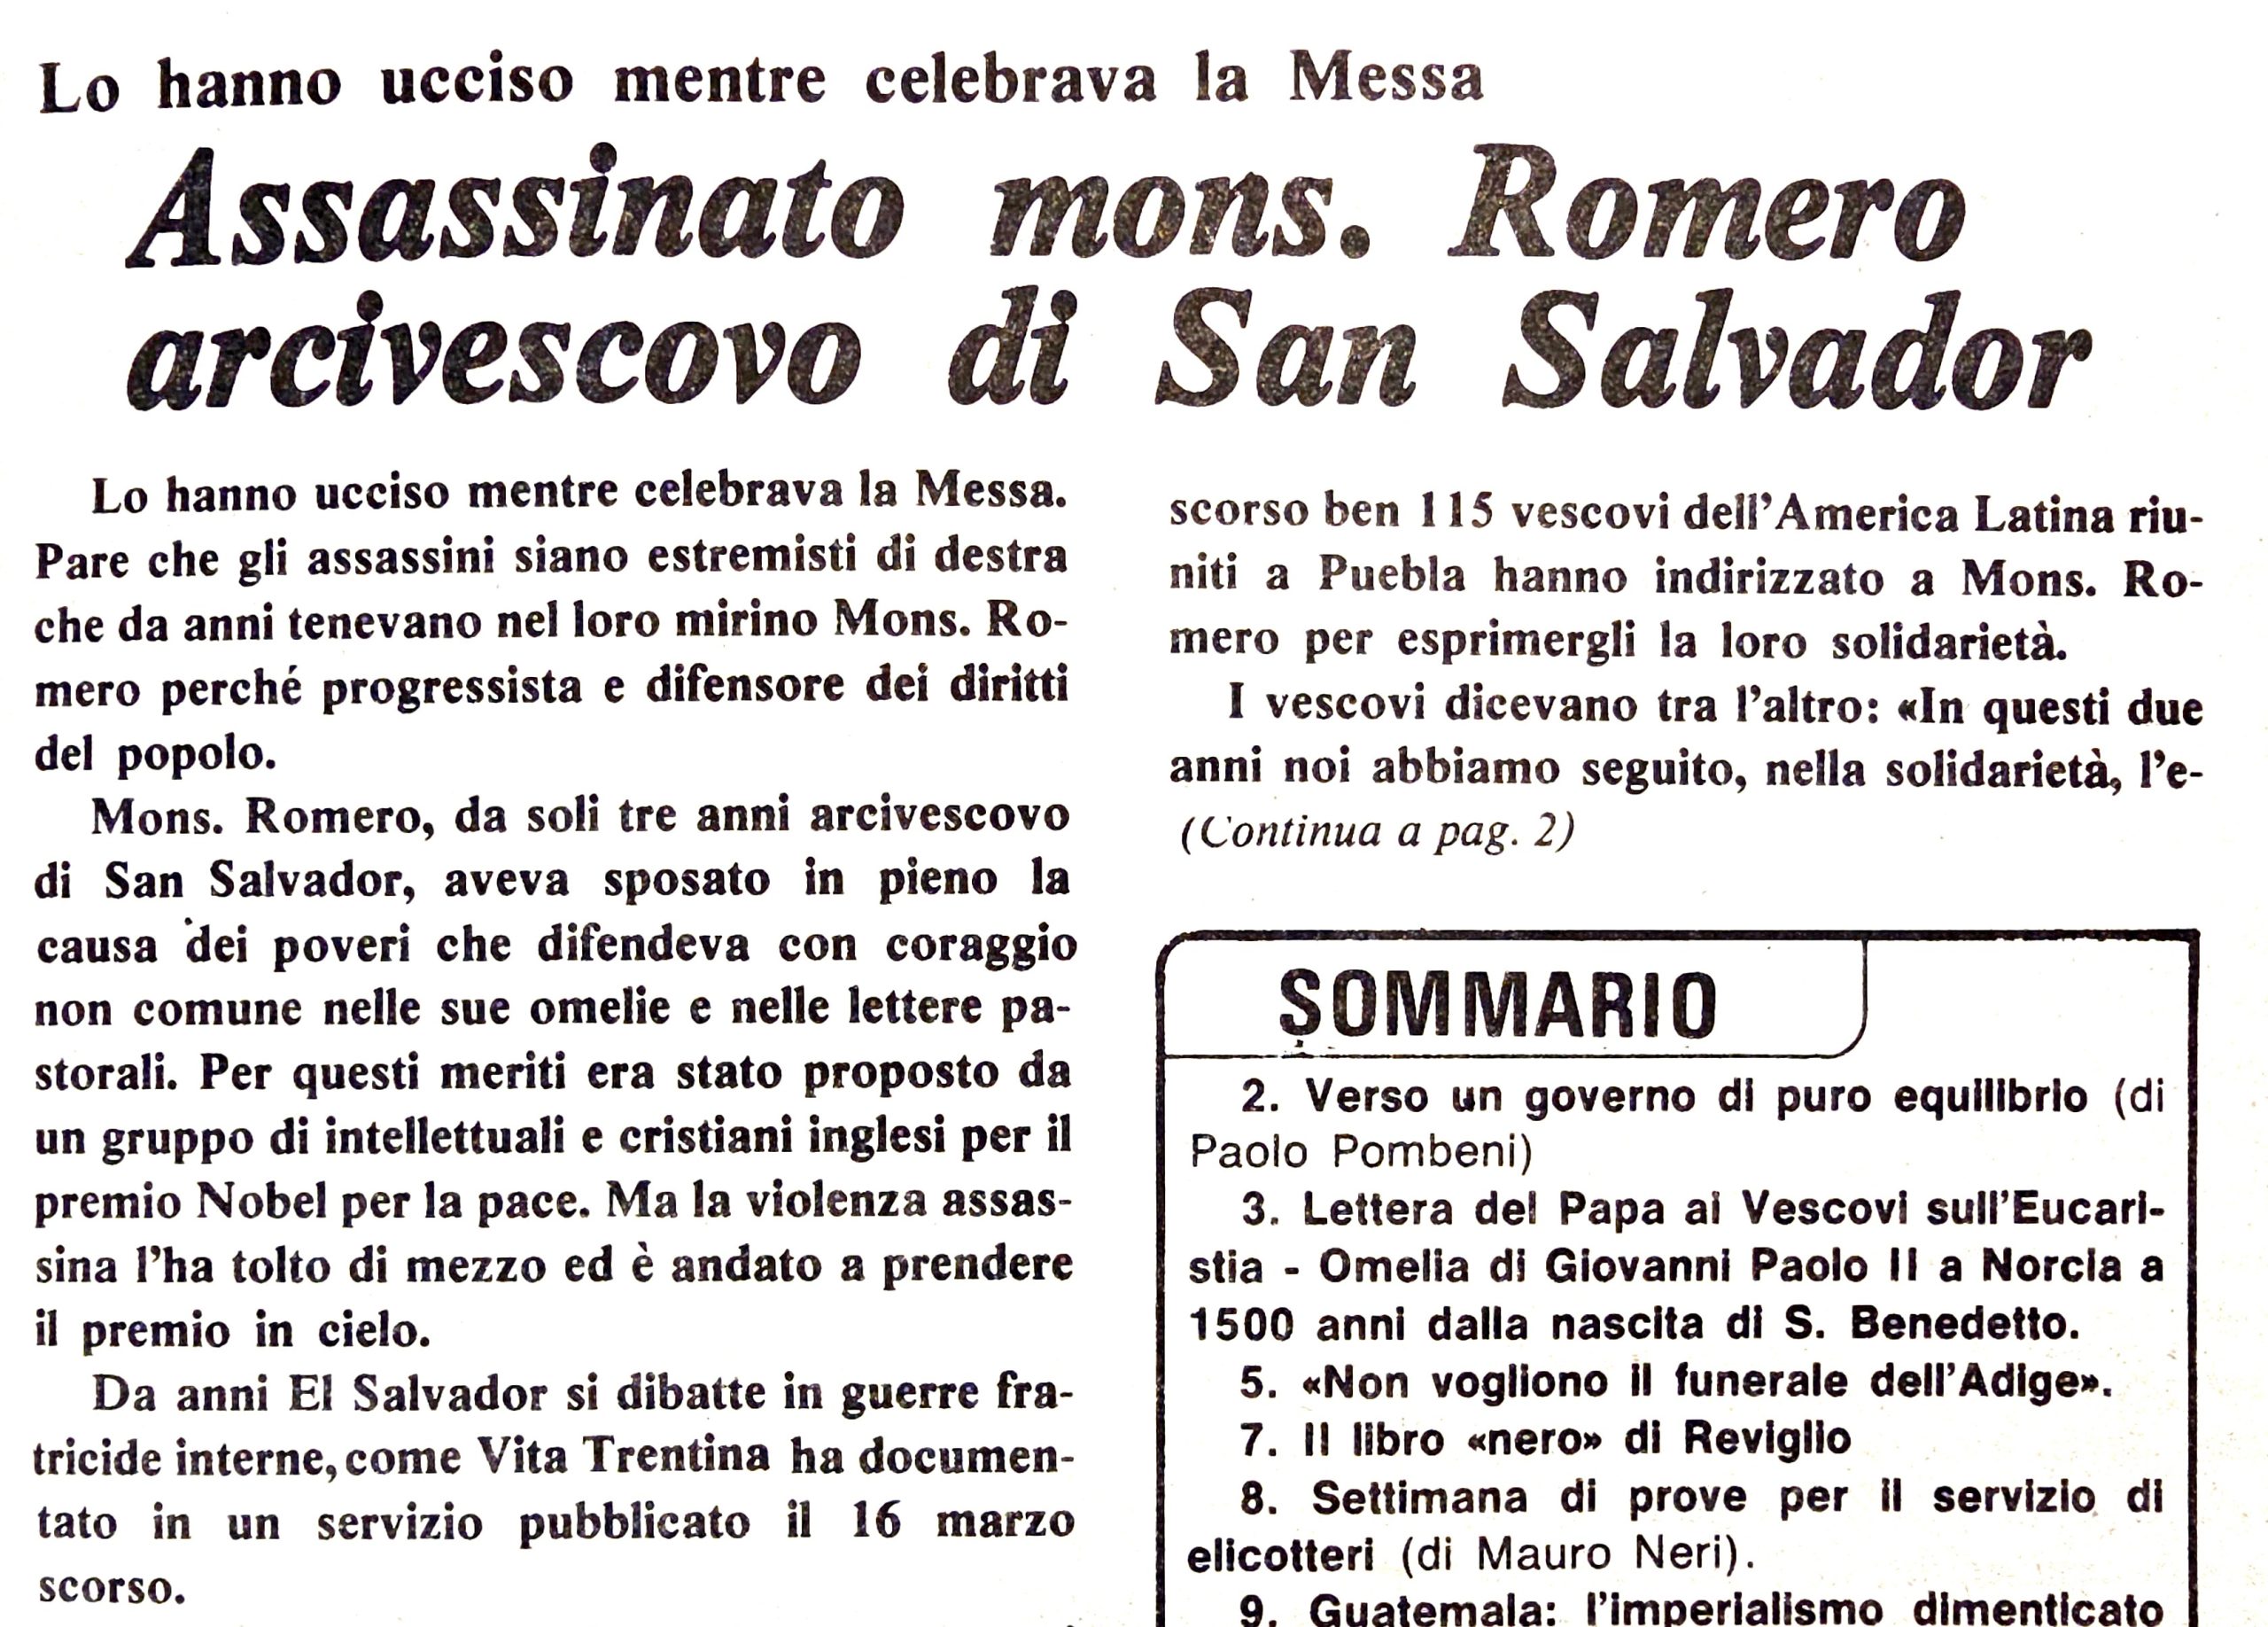 Lo hanno ucciso mentre celebrava la Messa
Assassinato mons. Romero
arcivescovo di San Salvador
Lo hanno ucciso mentre celebrava la Messa.
Pare che gli assassini siano estremisti di destra
che da anni tenevano nel loro mirino Mons. Ro-
mero perché progressista e difensore dei diritti
del popolo.
Mons. Romero, da soli tre anni arcivescovo
di San Salvador, aveva sposato in pieno la
causa dei poveri che difendeva con coraggio
non comune nelle sue omelie e nelle lettere pa-
storali. Per questi meriti era stato proposto da
un gruppo di intellettuali e cristiani inglesi per il
premio Nobel per la pace. Ma la violenza assas-
sina l'ha tolto di mezzo ed è andato a prendere
il premio in cielo.
Da anni El Salvador si dibatte in guerre fra-
tricide interne, come Vita Trentina ha documen-
tato in un servizio pubblicato il 16 marzo
scorso.
scorso ben 115 vescovi dell'America Latina riu-
niti a Puebla hanno indirizzato a Mons. Ro-
mero per esprimergli la loro solidarietà.
I vescovi dicevano tra l'altro: «In questi due
anni noi abbiamo seguito, nella solidarietà, l'e-
(Continua a pag. 2)
SOMMARIO
2. Verso un governo di puro equilibrio (di
Paolo Pombeni)
3. Lettera del Papa ai Vescovi sull'Eucari-
stia - Omelia di Giovanni Paolo II a Norcia a
1500 anni dalla nascita di S. Benedetto.
5. «Non vogliono il funerale dell'Adige».
7. Il libro «nero» di Reviglio
8. Settimana di prove per il servizio di
elicotteri (di Mauro Neri).
9. Guatemala: l'imperialismo dimenticato